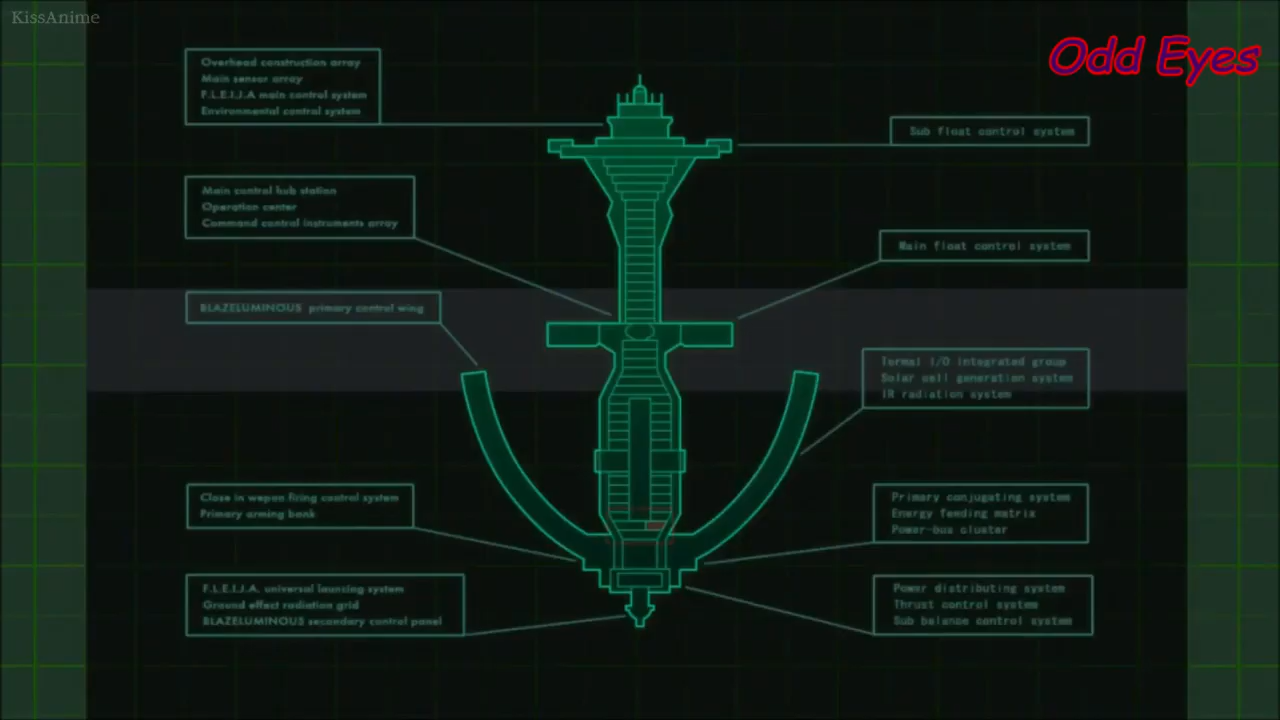 KissAnime
Odd Eyes
Overhead construction array
Main sensor array
F.L.E.I.J.A main control system
Environmental control system
Sub float control system
Main control hub station
Operation center
Command control instruments array
Main float control system
BLAZELUMINOUS primary control wing
Tormal I/O integrated group
Solar cell generation system
IR radiation system
Close in wepon firing control system
Primary arming bank
Primary conjugating system
Energy feeding matrix
Power-bus cluster
F.L.E.I.J.A. universal launcing system
Ground effect radiation grid
BLAZELUMINOUS secondary control panel
Power distributing system
Thrust control system
Sub balance control system